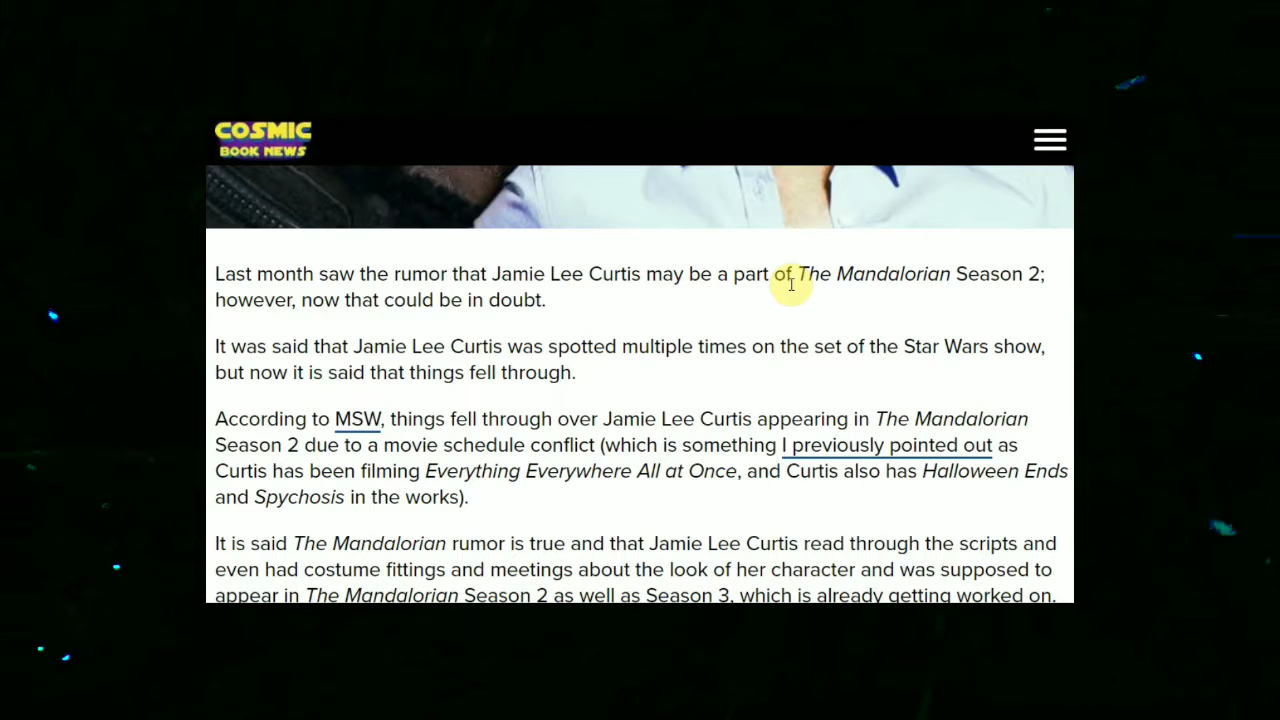 COSMIC
BOOK NEWS
Last month saw the rumor that Jamie Lee Curtis may be a part of The Mandalorian Season 2;
however, now that could be in doubt.
It was said that Jamie Lee Curtis was spotted multiple times on the set of the Star Wars show,
but now it is said that things fell through.
According to MSW, things fell through over Jamie Lee Curtis appearing in The Mandalorian
Season 2 due to a movie schedule conflict (which is something I previously pointed out as
Curtis has been filming Everything Everywhere All at Once, and Curtis also has Halloween Ends
and Spychosis in the works).
It is said The Mandalorian rumor is true and that Jamie Lee Curtis read through the scripts and
even had costume fittings and meetings about the look of her character and was supposed to
appear in The Mandalorian Season 2 as well as Season 3, which is already getting worked on.